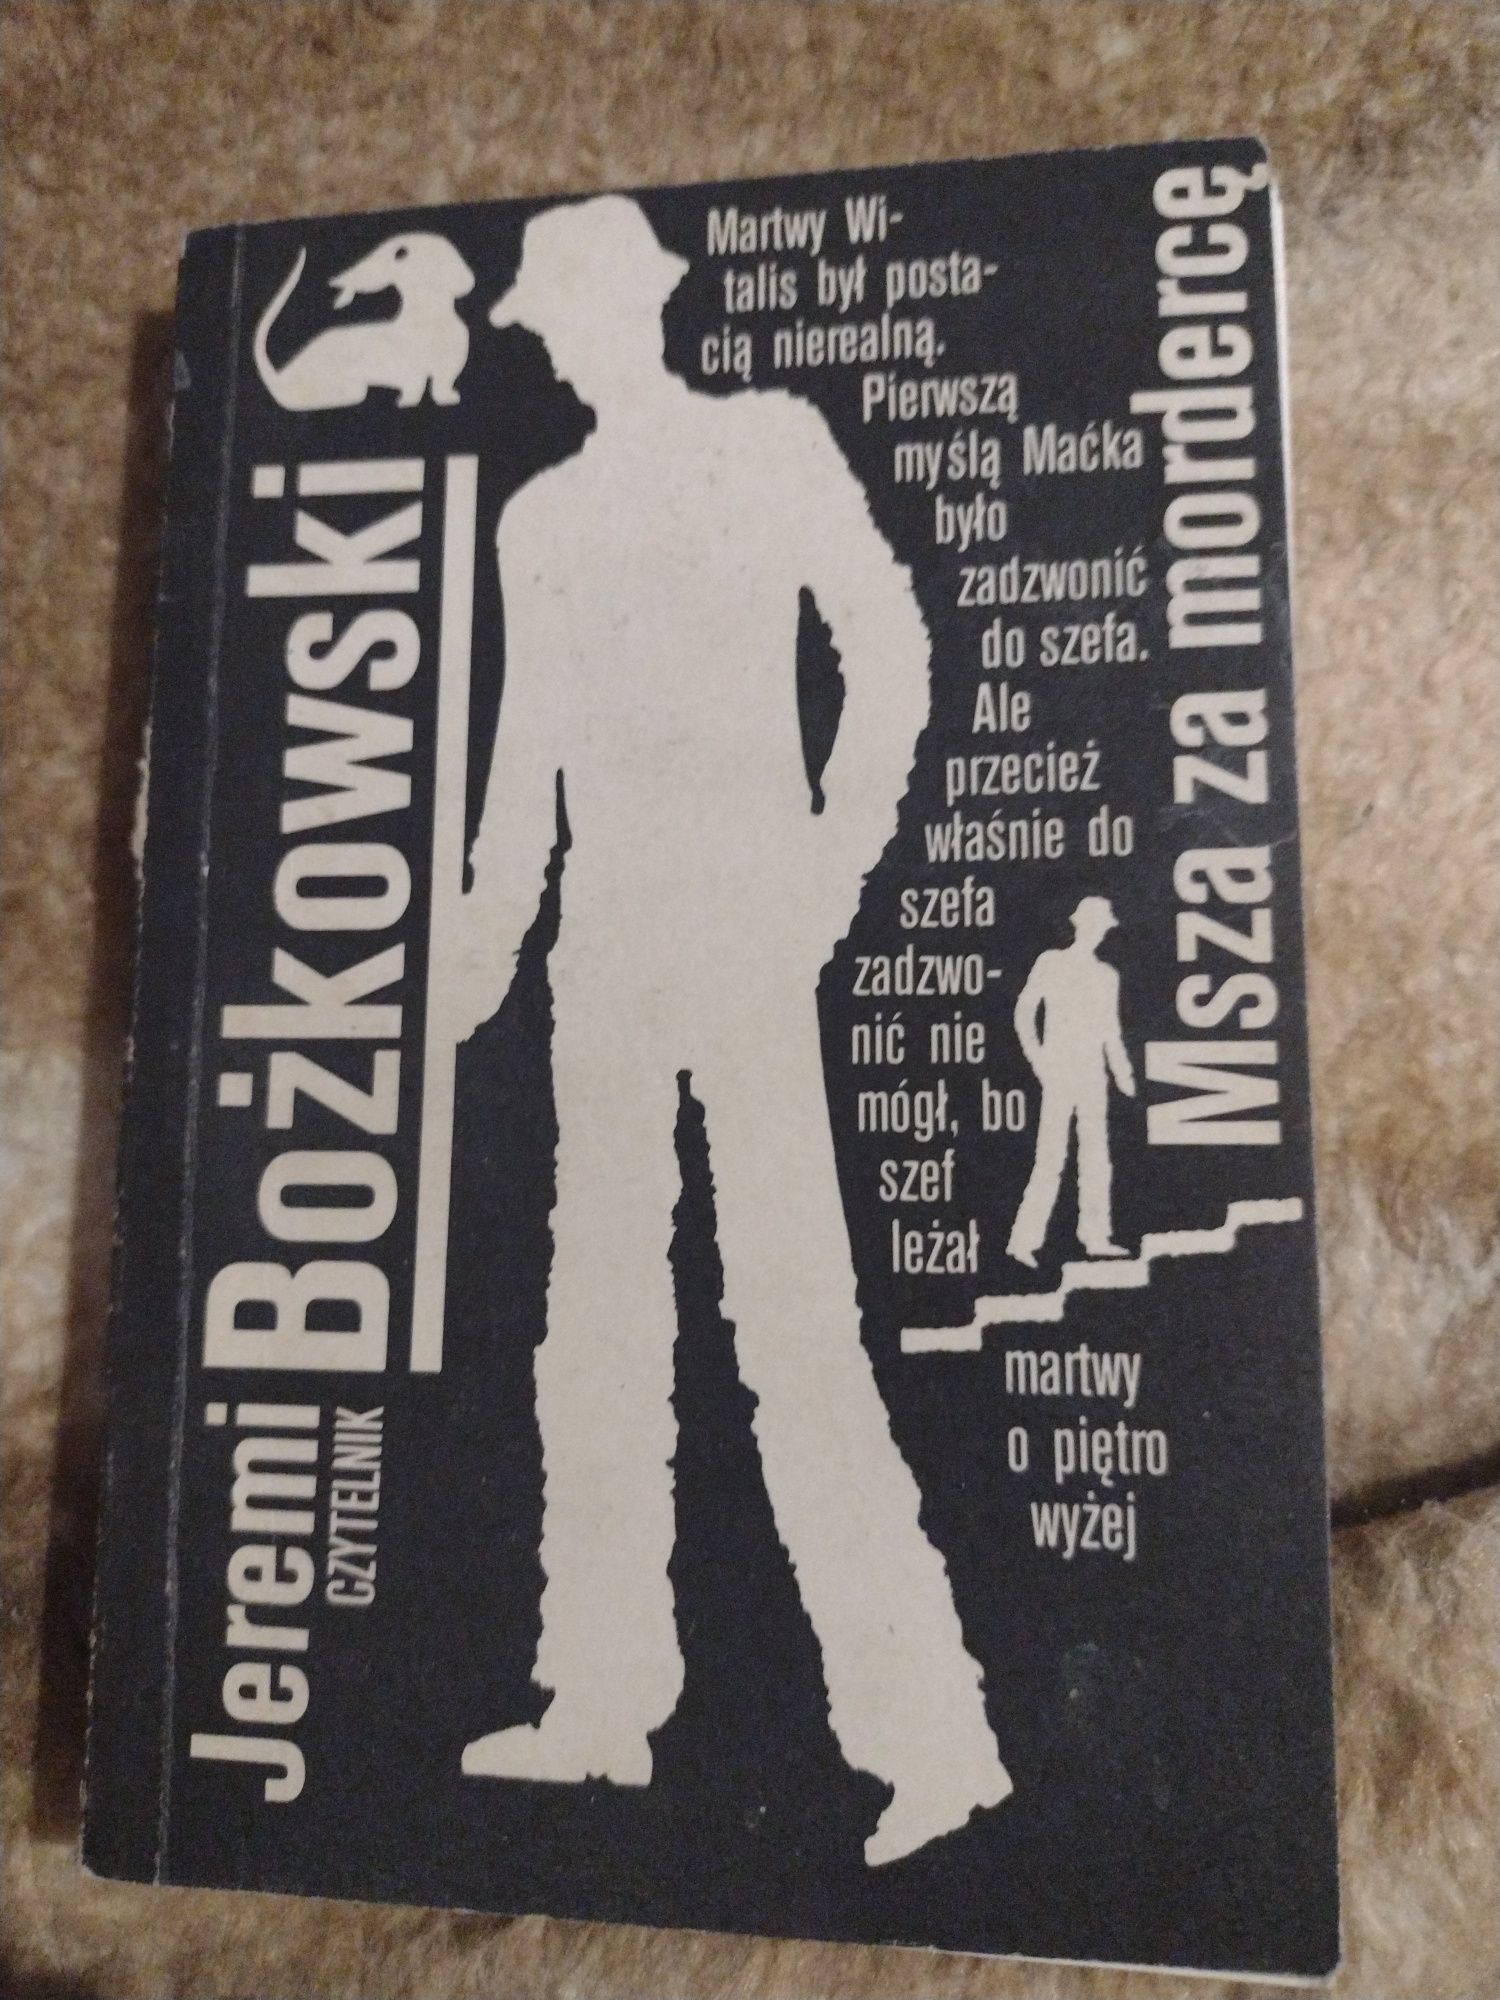 Jeremi Bożkowski
CZYTELNIK
Martwy Wi-
talis był posta-
cią nierealną.
Pierwszą
myślą Maćka
było
zadzwonić
do szefa.
Ale
przecież
właśnie do
szefa
zadzwo-
nić nie
mógł, bo
szef
leżał
martwy
o piętro
wyżej
Msza za mordercę